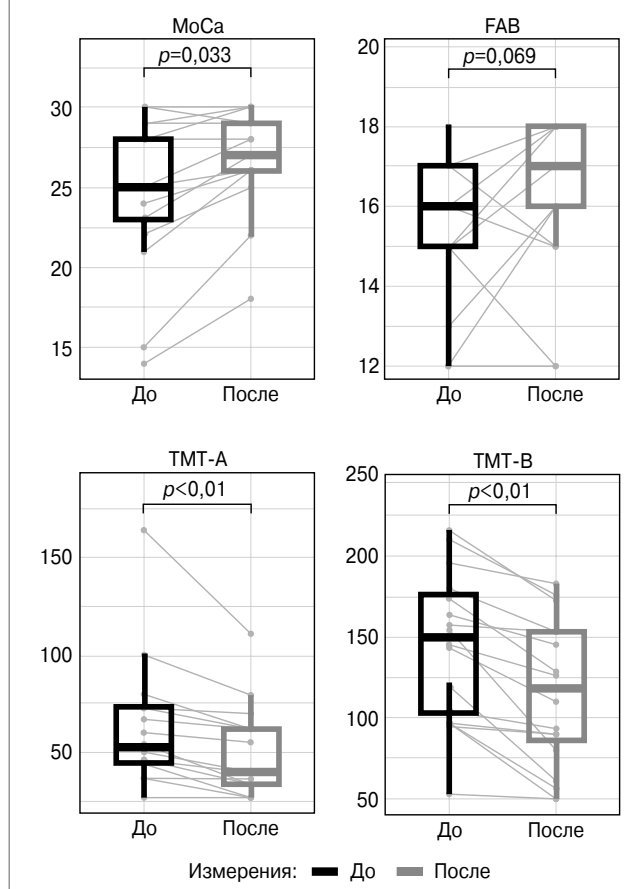 MoCa
p=0,033
30
25
20
15
До После
FAB
p=0,069
20
18
16
14
12
До После
TMT-A
p<0,01
150
100
50
До После
TMT-B
p<0,01
250
200
150
100
50
До После
Измерения: До После